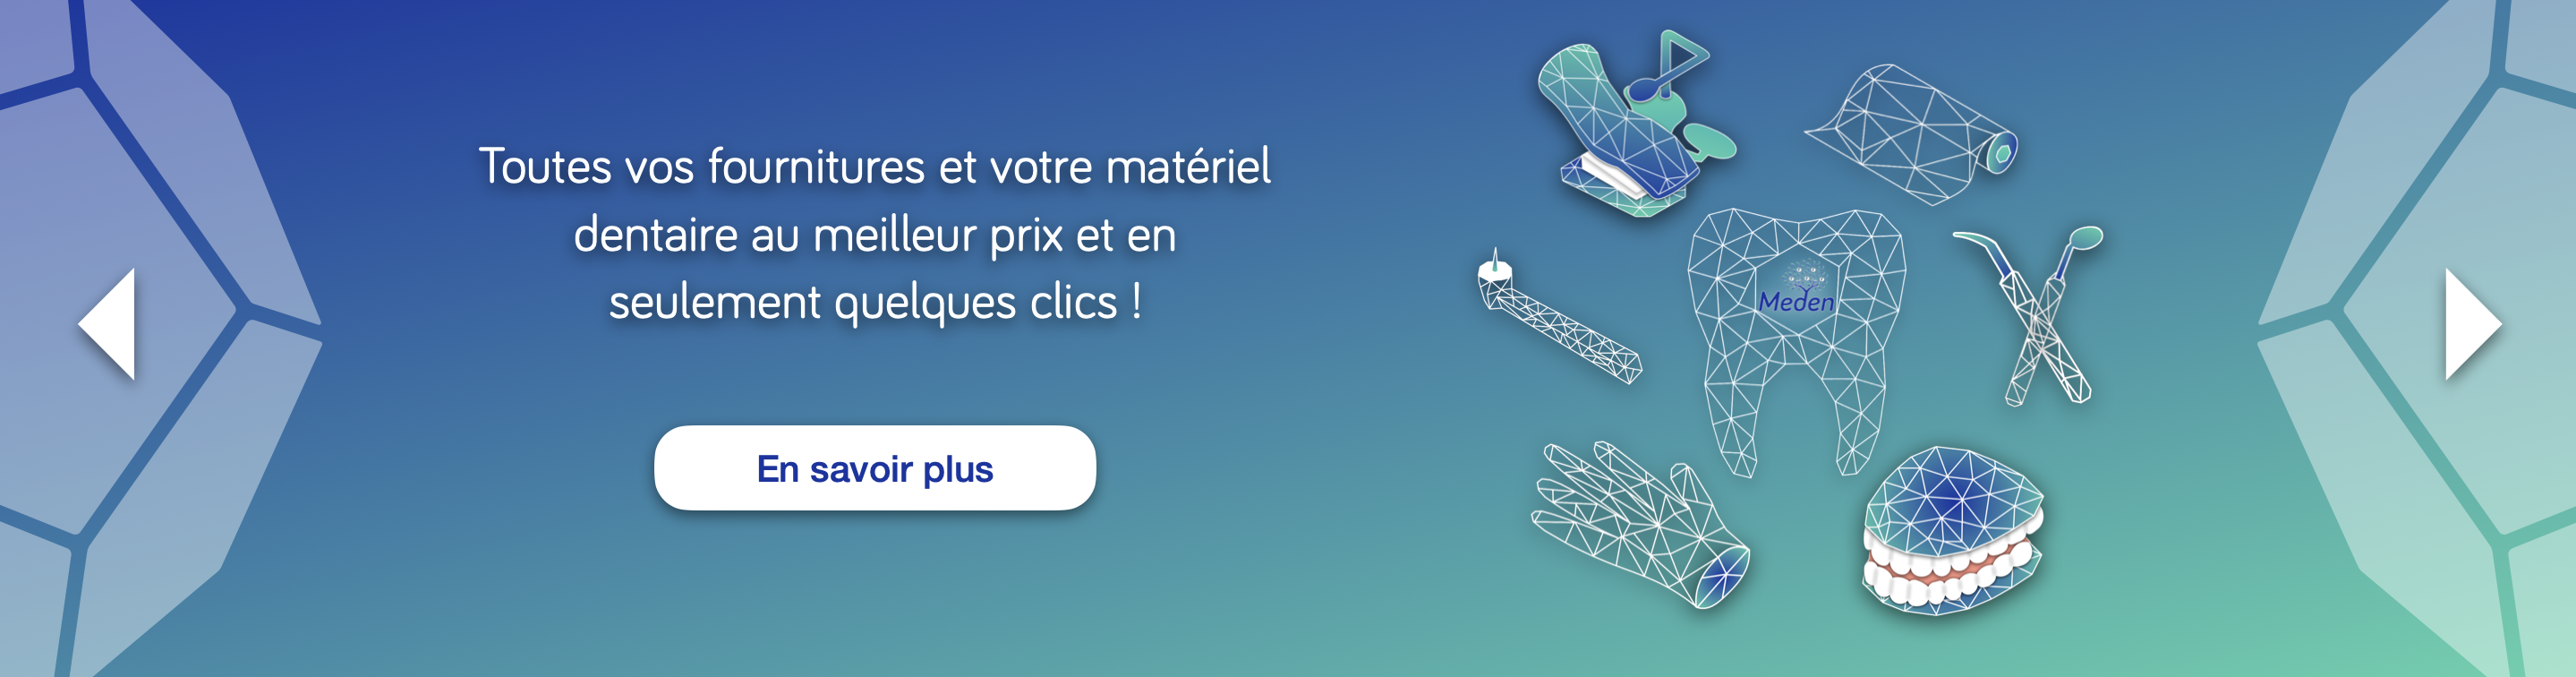 Toutes vos fournitures et votre matériel
dentaire au meilleur prix et en
seulement quelques clics !
En savoir plus
Meden